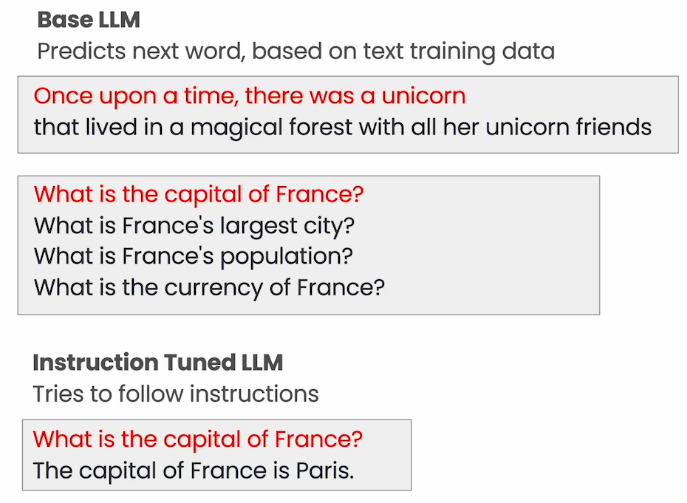 Base LLM
Predicts next word, based on text training data
Once upon a time, there was a unicorn
that lived in a magical forest with all her unicorn friends
What is the capital of France?
What is France's largest city?
What is France's population?
What is the currency of France?
Instruction Tuned LLM
Tries to follow instructions
What is the capital of France?
The capital of France is Paris.